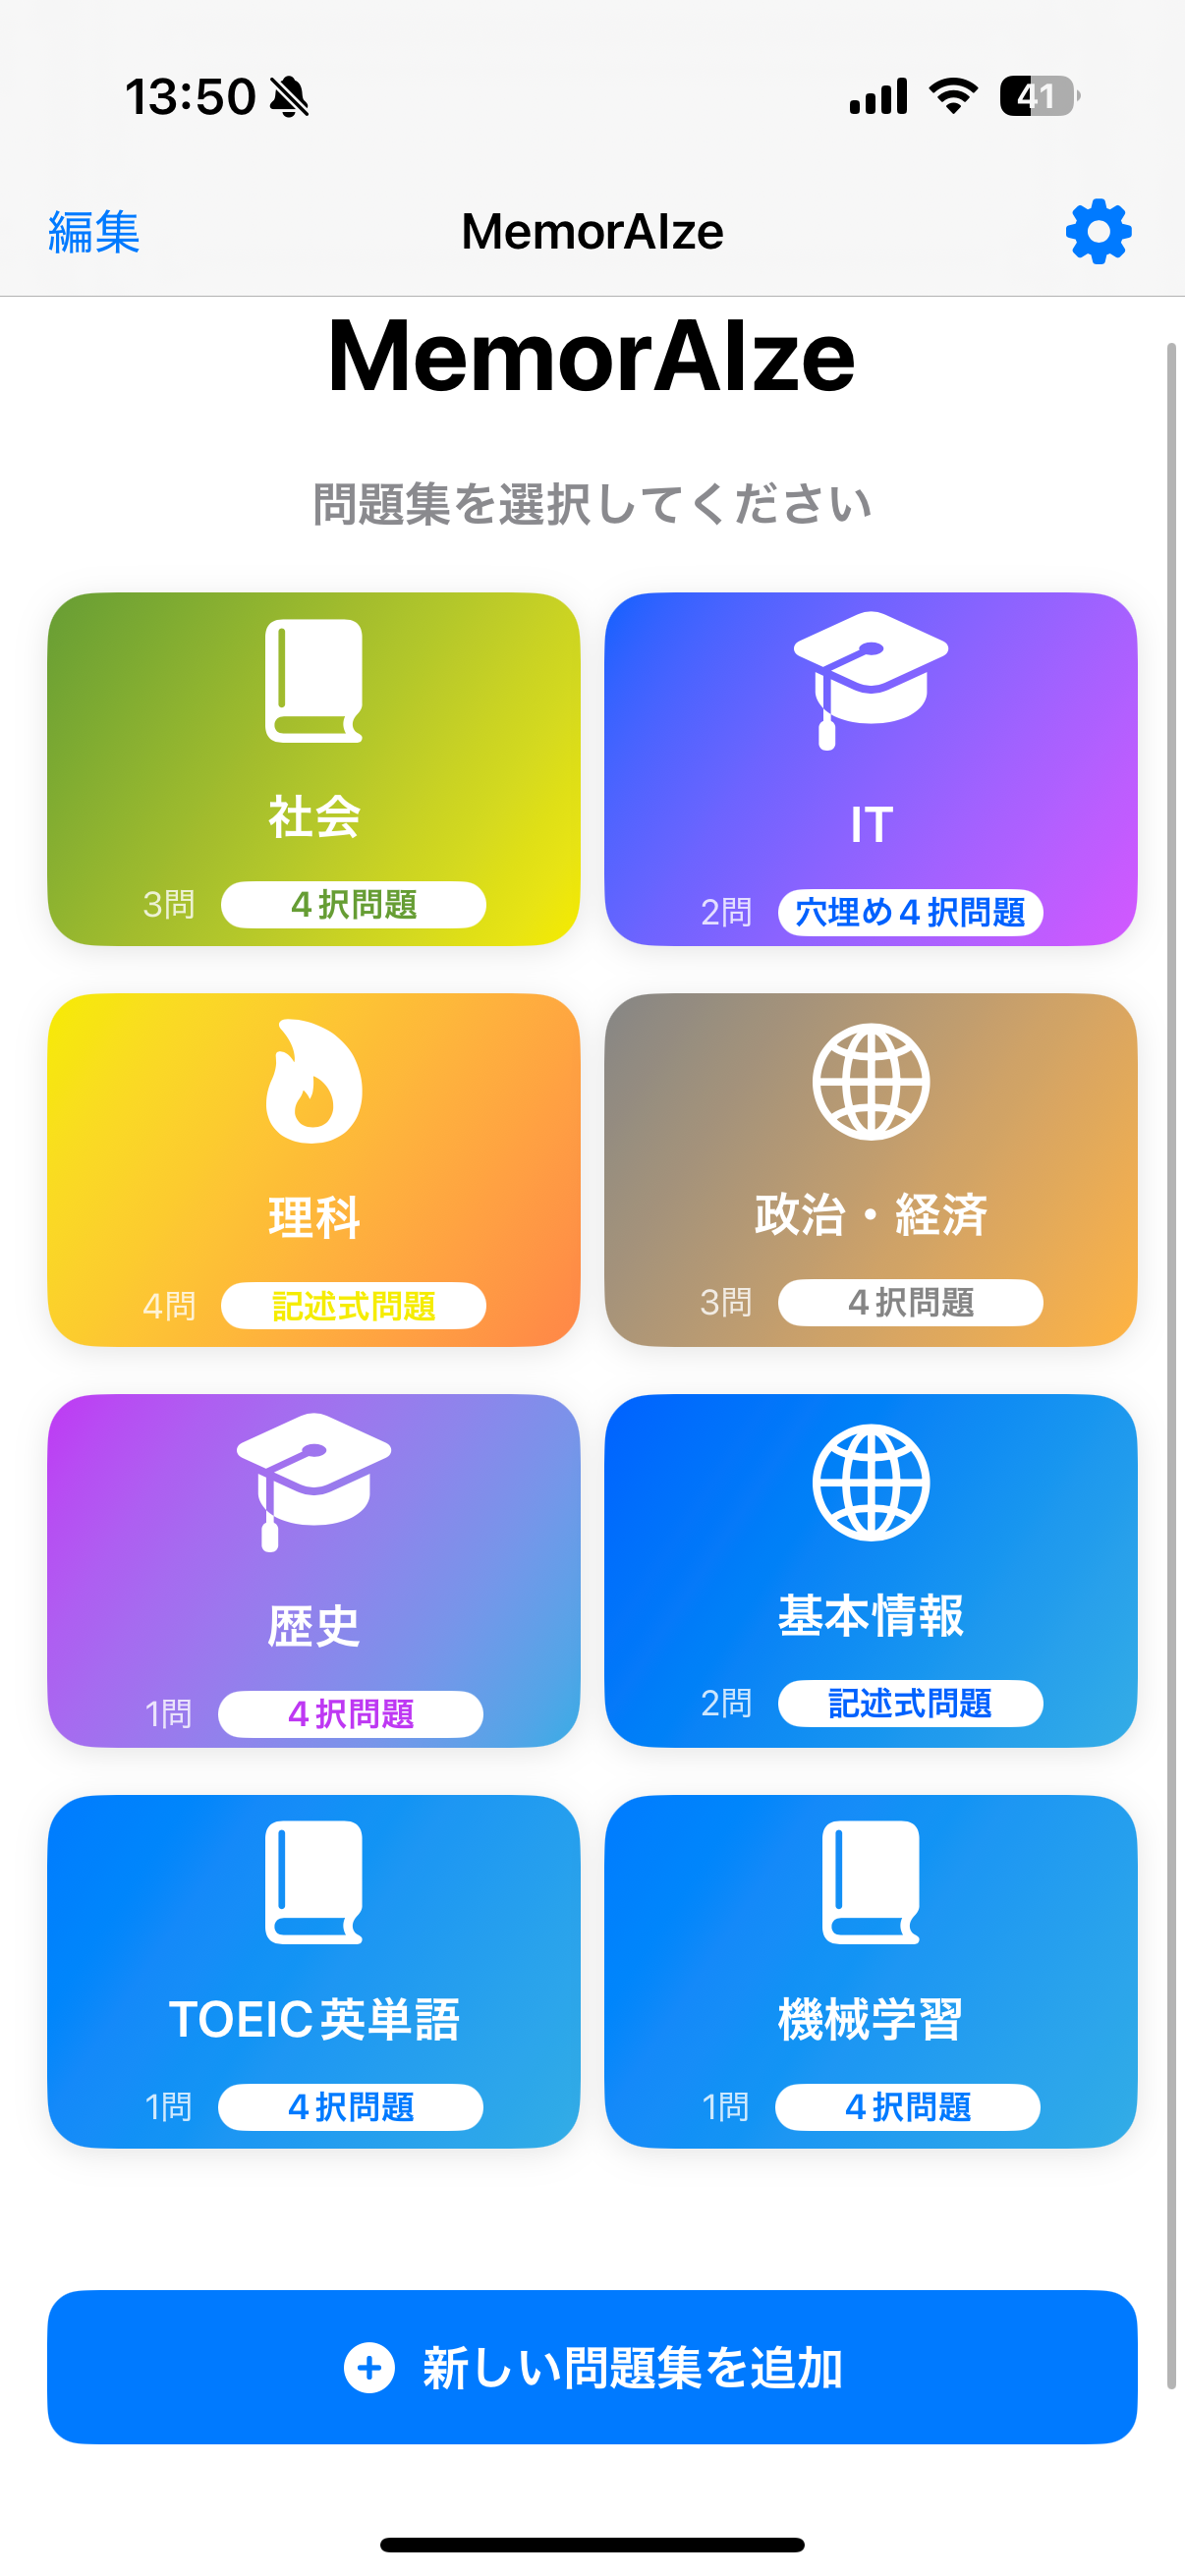 13:50
41
編集
MemorAIze
MemorAIze
問題集を選択してください
社会
3問 4択問題
IT
2問 穴埋め4択問題
理科
4問 記述式問題
政治・経済
3問 4択問題
歴史
1問 4択問題
基本情報
2問 記述式問題
TOEIC英単語
1問 4択問題
機械学習
1問 4択問題
新しい問題集を追加